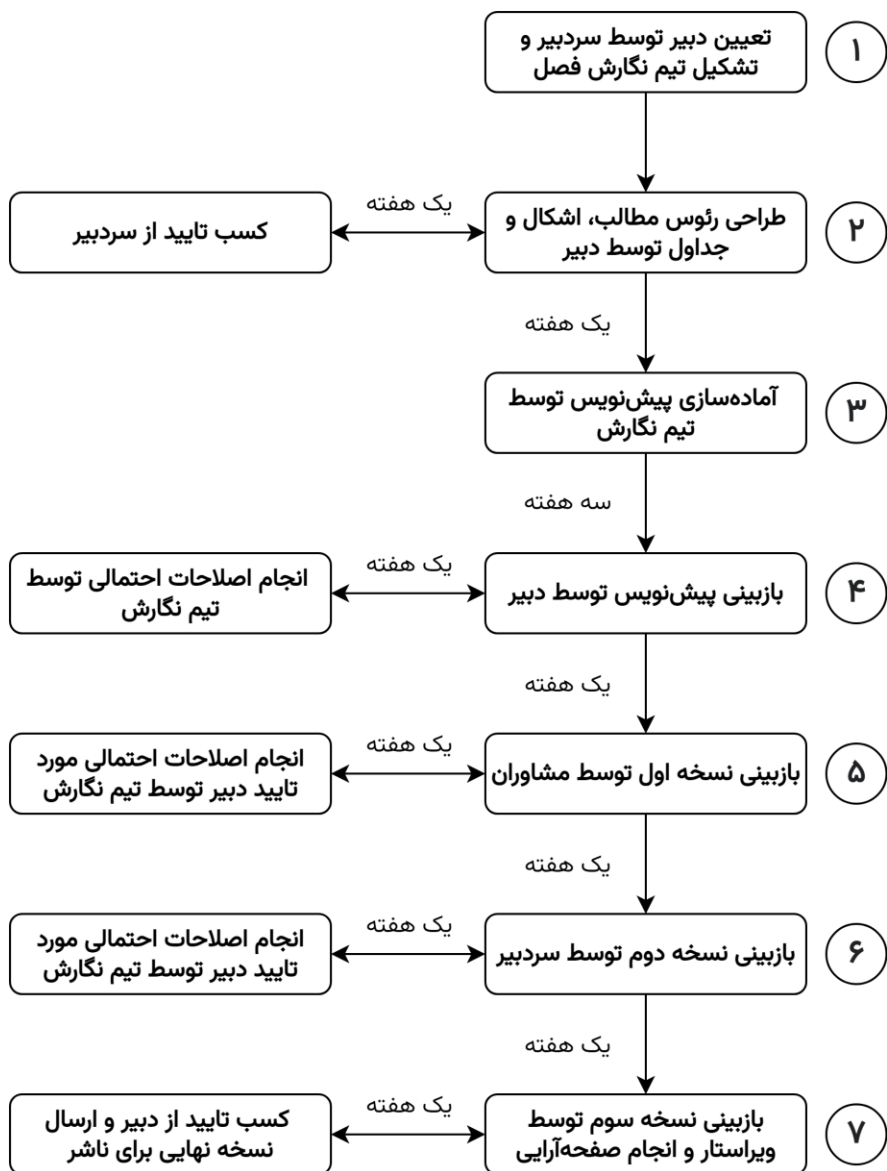 ۱
تعیین دبیر توسط سردبیر و
تشکیل تیم نگارش فصل
۲
طراحی رئوس مطالب، اشکال و
جداول توسط دبیر
یک هفته
کسب تایید از سردبیر
یک هفته
۳
آماده‌سازی پیش‌نویس توسط
تیم نگارش
سه هفته
۴
بازبینی پیش‌نویس توسط دبیر
یک هفته
انجام اصلاحات احتمالی توسط
تیم نگارش
یک هفته
۵
بازبینی نسخه اول توسط مشاوران
یک هفته
انجام اصلاحات احتمالی مورد
تایید دبیر توسط تیم نگارش
یک هفته
۶
بازبینی نسخه دوم توسط سردبیر
یک هفته
انجام اصلاحات احتمالی مورد
تایید دبیر توسط تیم نگارش
یک هفته
۷
بازبینی نسخه سوم توسط
ویراستار و انجام صفحه‌آرایی
یک هفته
کسب تایید از دبیر و ارسال
نسخه نهایی برای ناشر